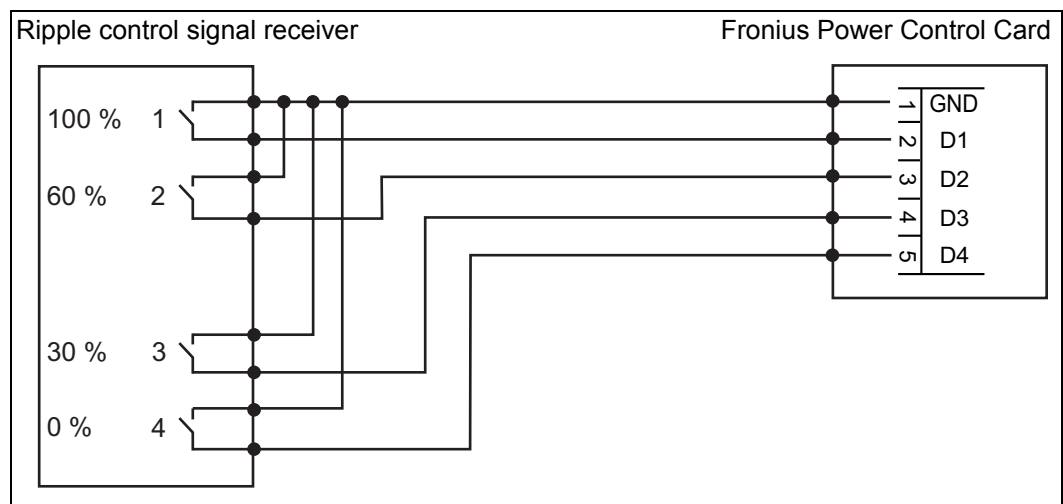 Ripple control signal receiver
Fronius Power Control Card
100 % 1
60 % 2
30 % 3
0 % 4
1 GND
2 D1
3 D2
4 D3
5 D4